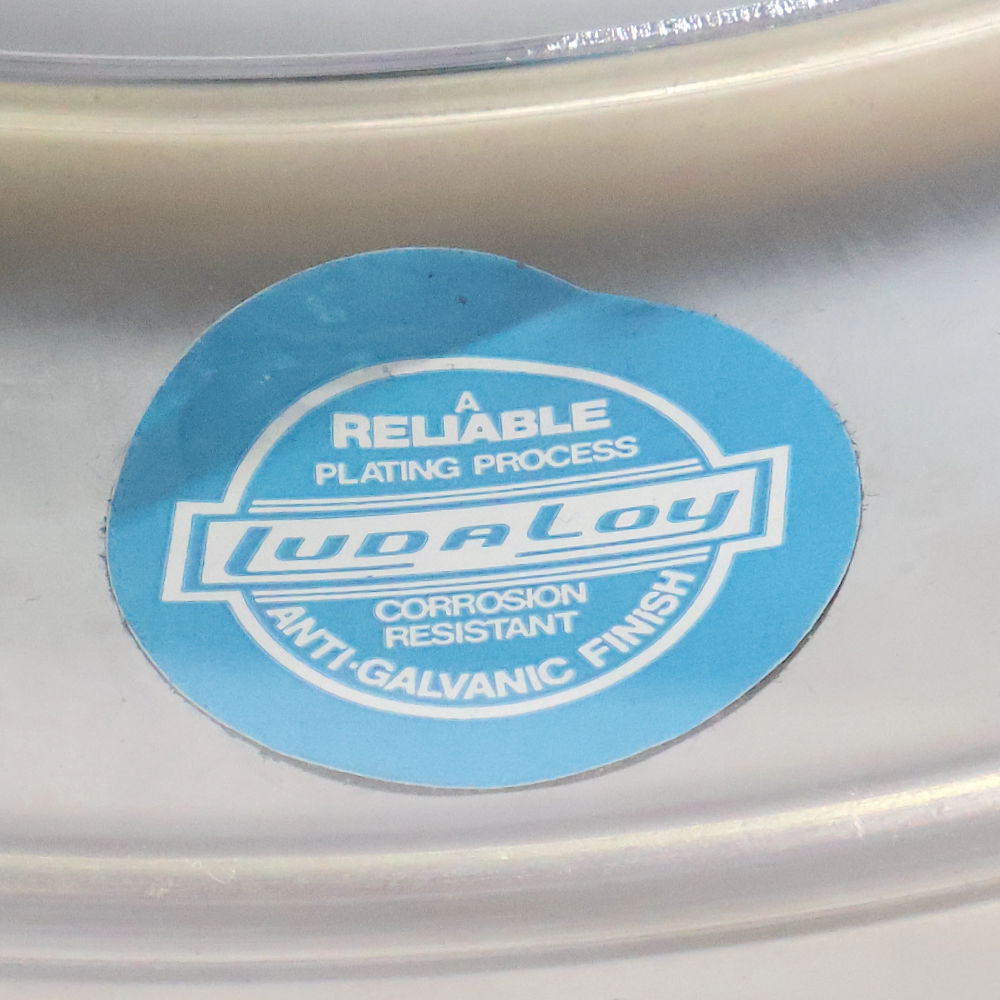 A
RELIABLE
PLATING PROCESS
LUDALOY
CORROSION
RESISTANT
ANTI-GALVANIC FINISH